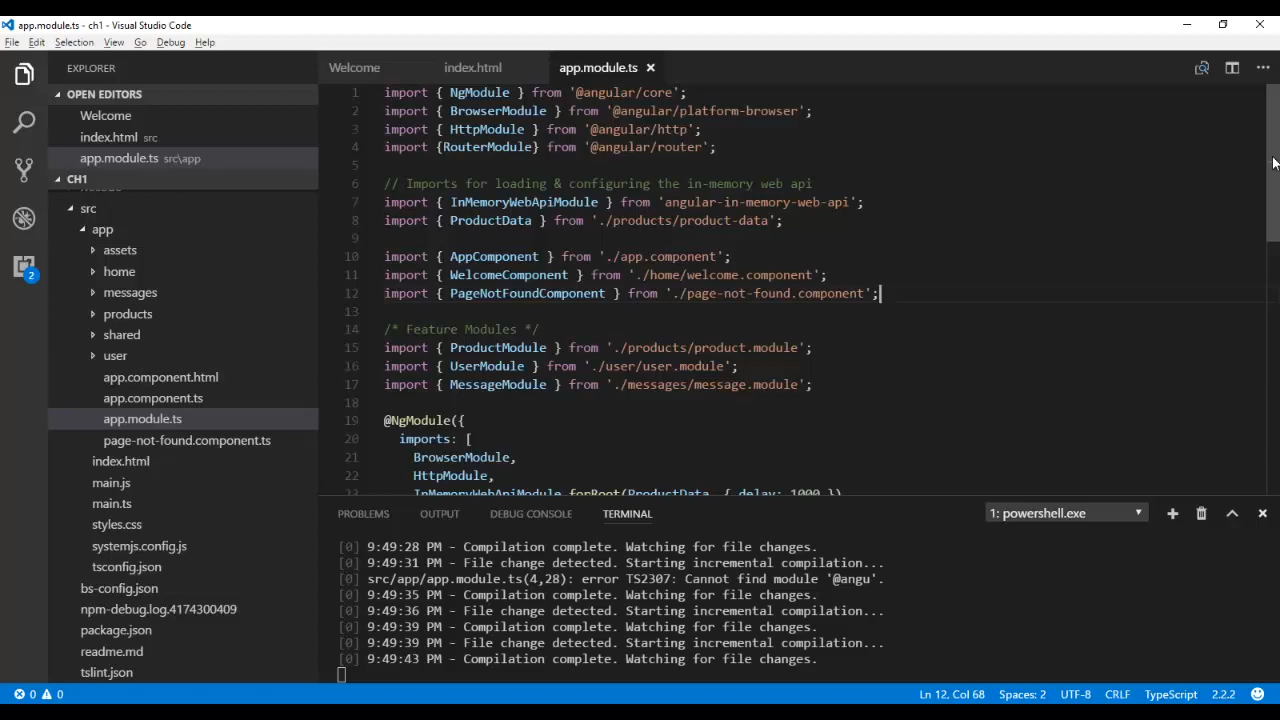 app.module.ts - ch1 - Visual Studio Code
File Edit Selection View Go Debug Help
EXPLORER
OPEN EDITORS
Welcome
index.html src
app.module.ts src\app
CH1
src
app
assets
home
messages
products
shared
user
app.component.html
app.component.ts
app.module.ts
page-not-found.component.ts
index.html
main.js
main.ts
styles.css
systemjs.config.js
tsconfig.json
bs-config.json
npm-debug.log.4174300409
package.json
readme.md
tslint.json
2
Welcome index.html app.module.ts
1 import { NgModule } from '@angular/core';
2 import { BrowserModule } from '@angular/platform-browser';
3 import { HttpModule } from '@angular/http';
4 import {RouterModule} from '@angular/router';
5
6 // Imports for loading & configuring the in-memory web api
7 import { InMemoryWebApiModule } from 'angular-in-memory-web-api';
8 import { ProductData } from './products/product-data';
9
10 import { AppComponent } from './app.component';
11 import { WelcomeComponent } from './home/welcome.component';
12 import { PageNotFoundComponent } from './page-not-found.component';
13
14 /* Feature Modules */
15 import { ProductModule } from './products/product.module';
16 import { UserModule } from './user/user.module';
17 import { MessageModule } from './messages/message.module';
18
19 @NgModule({
20 imports: [
21 BrowserModule,
22 HttpModule,
23 InMemoryWebApiModule.forRoot(ProductData, { delay: 1000 })
PROBLEMS OUTPUT DEBUG CONSOLE TERMINAL 1: powershell.exe
[0] 9:49:28 PM - Compilation complete. Watching for file changes.
[0] 9:49:31 PM - File change detected. Starting incremental compilation...
[0] src/app/app.module.ts(4,28): error TS2307: Cannot find module '@angu'.
[0] 9:49:35 PM - Compilation complete. Watching for file changes.
[0] 9:49:36 PM - File change detected. Starting incremental compilation...
[0] 9:49:39 PM - Compilation complete. Watching for file changes.
[0] 9:49:39 PM - File change detected. Starting incremental compilation...
[0] 9:49:43 PM - Compilation complete. Watching for file changes.
0 0 Ln 12, Col 68 Spaces: 2 UTF-8 CRLF TypeScript 2.2.2